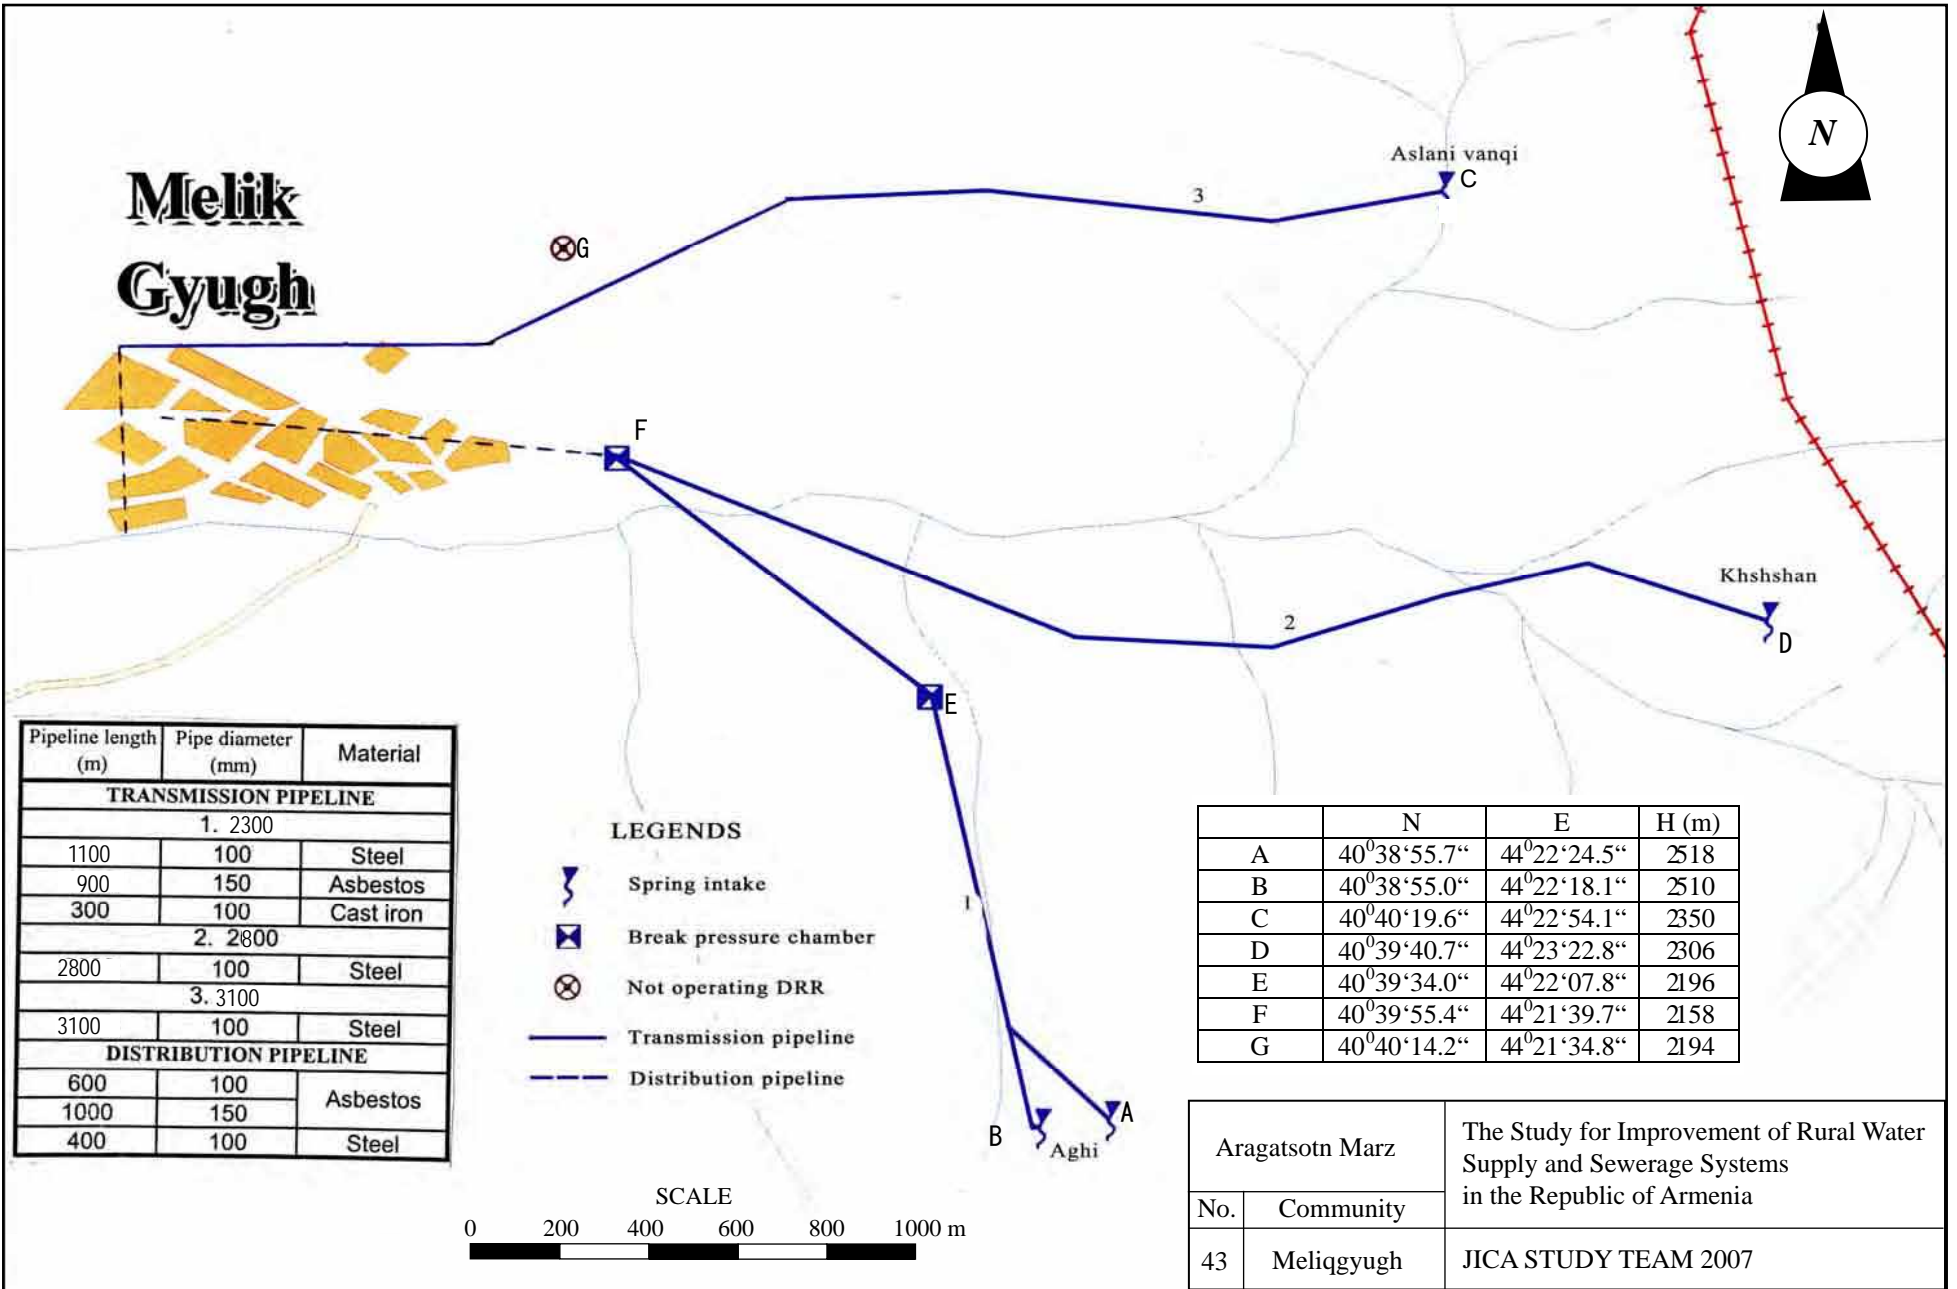 Melik
Gyugh
N
Aslani vanqi
C
3
G
F
Khshshan
D
2
E
1
A
B
Aghi
Pipeline length (m) Pipe diameter (mm) Material
TRANSMISSION PIPELINE
1. 2300
1100 100 Steel
900 150 Asbestos
300 100 Cast iron
2. 2800
2800 100 Steel
3. 3100
3100 100 Steel
DISTRIBUTION PIPELINE
600 100 Asbestos
1000 150
400 100 Steel
LEGENDS
Spring intake
Break pressure chamber
Not operating DRR
Transmission pipeline
Distribution pipeline
SCALE
0 200 400 600 800 1000 m
N E H (m)
A 40⁰38‘55.7“ 44⁰22‘24.5“ 2518
B 40⁰38‘55.0“ 44⁰22‘18.1“ 2510
C 40⁰40‘19.6“ 44⁰22‘54.1“ 2350
D 40⁰39‘40.7“ 44⁰23‘22.8“ 2306
E 40⁰39‘34.0“ 44⁰22‘07.8“ 2196
F 40⁰39‘55.4“ 44⁰21‘39.7“ 2158
G 40⁰40‘14.2“ 44⁰21‘34.8“ 2194
Aragatsotn Marz
The Study for Improvement of Rural Water
Supply and Sewerage Systems
in the Republic of Armenia
No. Community
43 Meliqgyugh JICA STUDY TEAM 2007